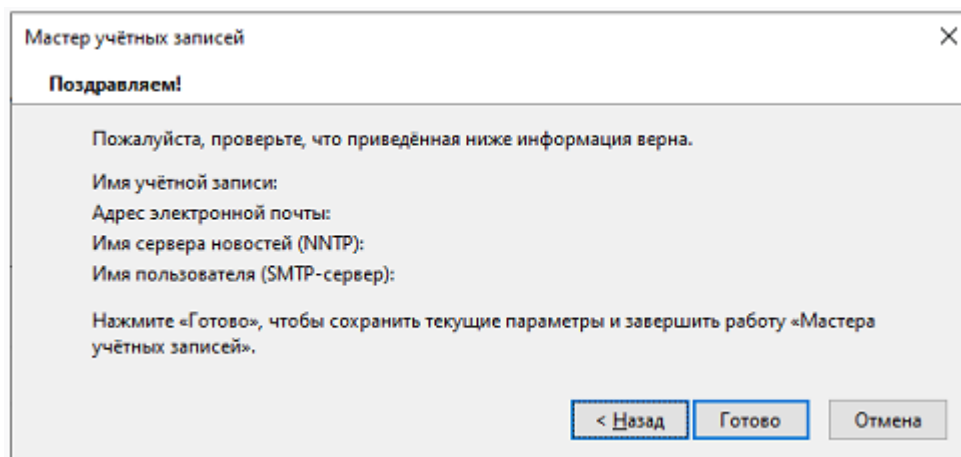 Мастер учётных записей
Поздравляем!
Пожалуйста, проверьте, что приведённая ниже информация верна.
Имя учётной записи:
Адрес электронной почты:
Имя сервера новостей (NNTP):
Имя пользователя (SMTP-сервер):
Нажмите «Готово», чтобы сохранить текущие параметры и завершить работу «Мастера
учётных записей».
< Назад Готово Отмена